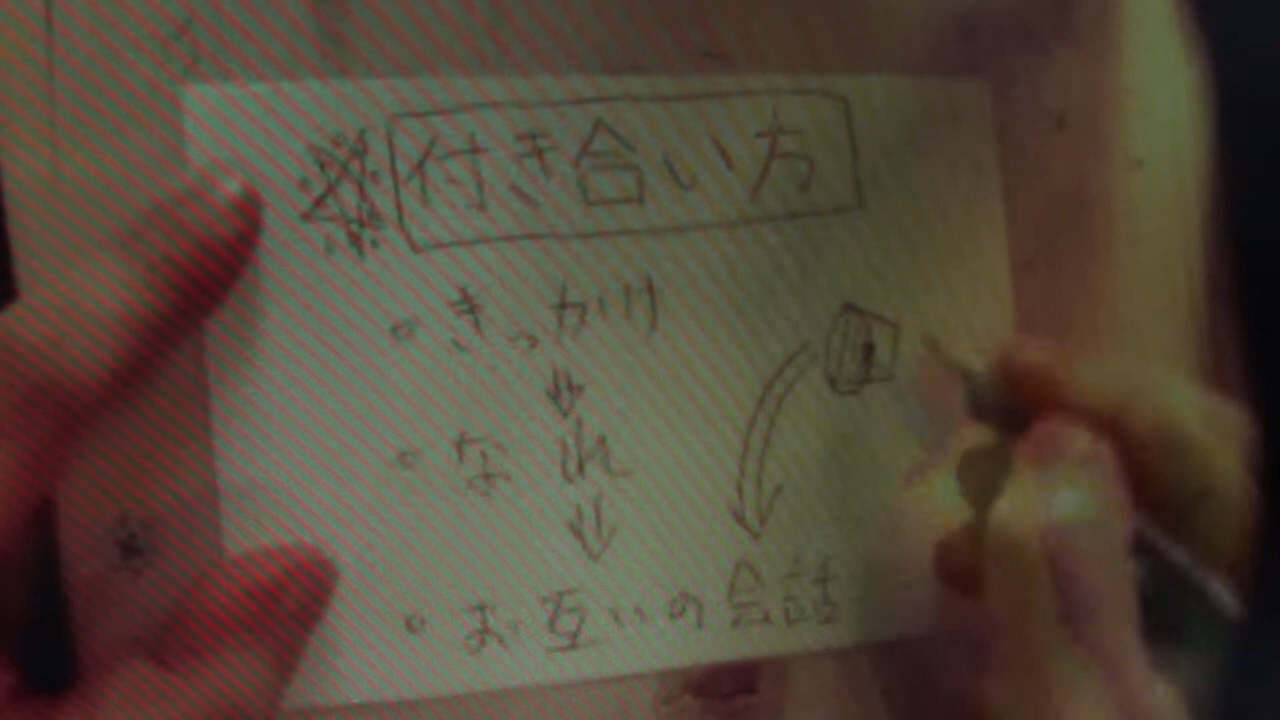 付き合い方
。きっかけ
。なれ
。お互いの会話